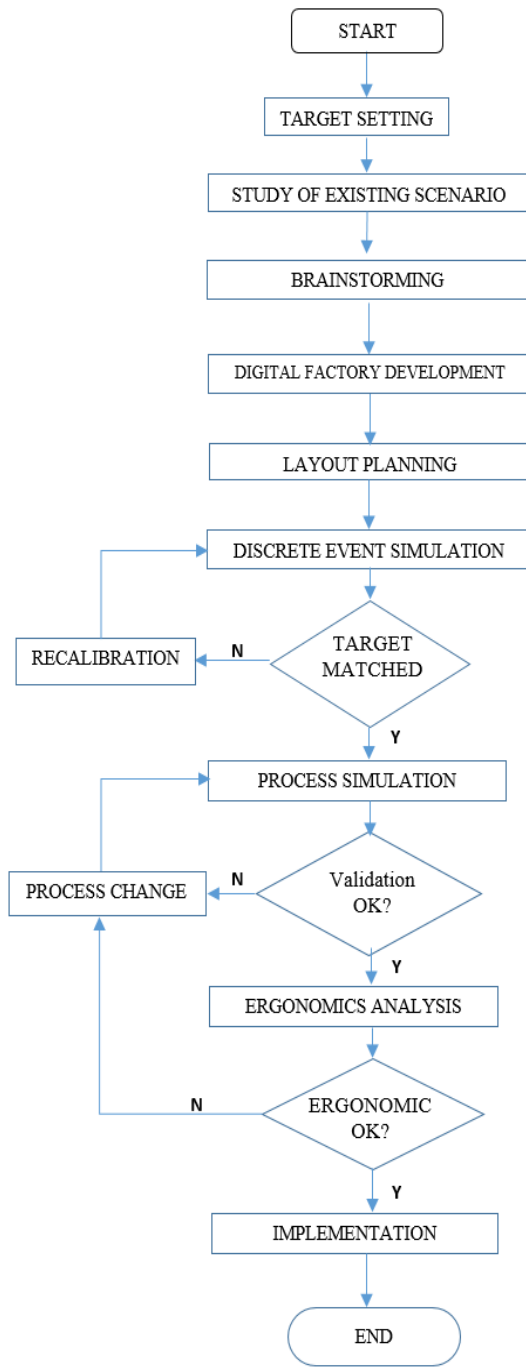 START
TARGET SETTING
STUDY OF EXISTING SCENARIO
BRAINSTORMING
DIGITAL FACTORY DEVELOPMENT
LAYOUT PLANNING
DISCRETE EVENT SIMULATION
RECALIBRATION
N
TARGET
MATCHED
Y
PROCESS SIMULATION
PROCESS CHANGE
N
Validation
OK?
Y
ERGONOMICS ANALYSIS
N
ERGONOMIC
OK?
Y
IMPLEMENTATION
END